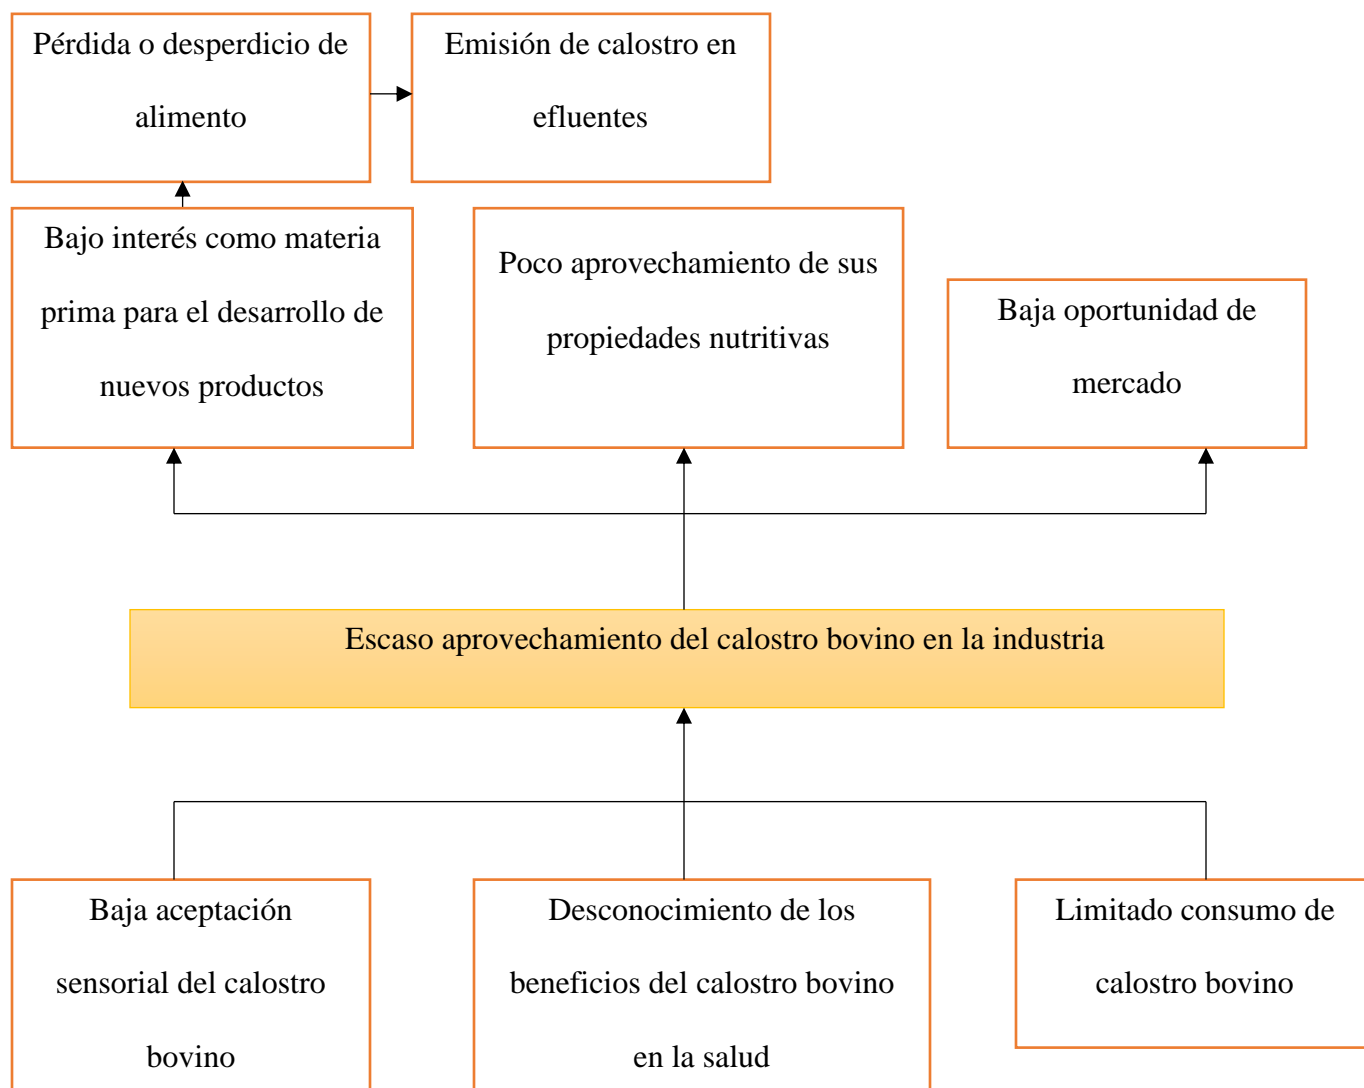 Pérdida o desperdicio de
alimento
Emisión de calostro en
efluentes
Bajo interés como materia
prima para el desarrollo de
nuevos productos
Poco aprovechamiento de sus
propiedades nutritivas
Baja oportunidad de
mercado
Escaso aprovechamiento del calostro bovino en la industria
Baja aceptación
sensorial del calostro
bovino
Desconocimiento de los
beneficios del calostro bovino
en la salud
Limitado consumo de
calostro bovino